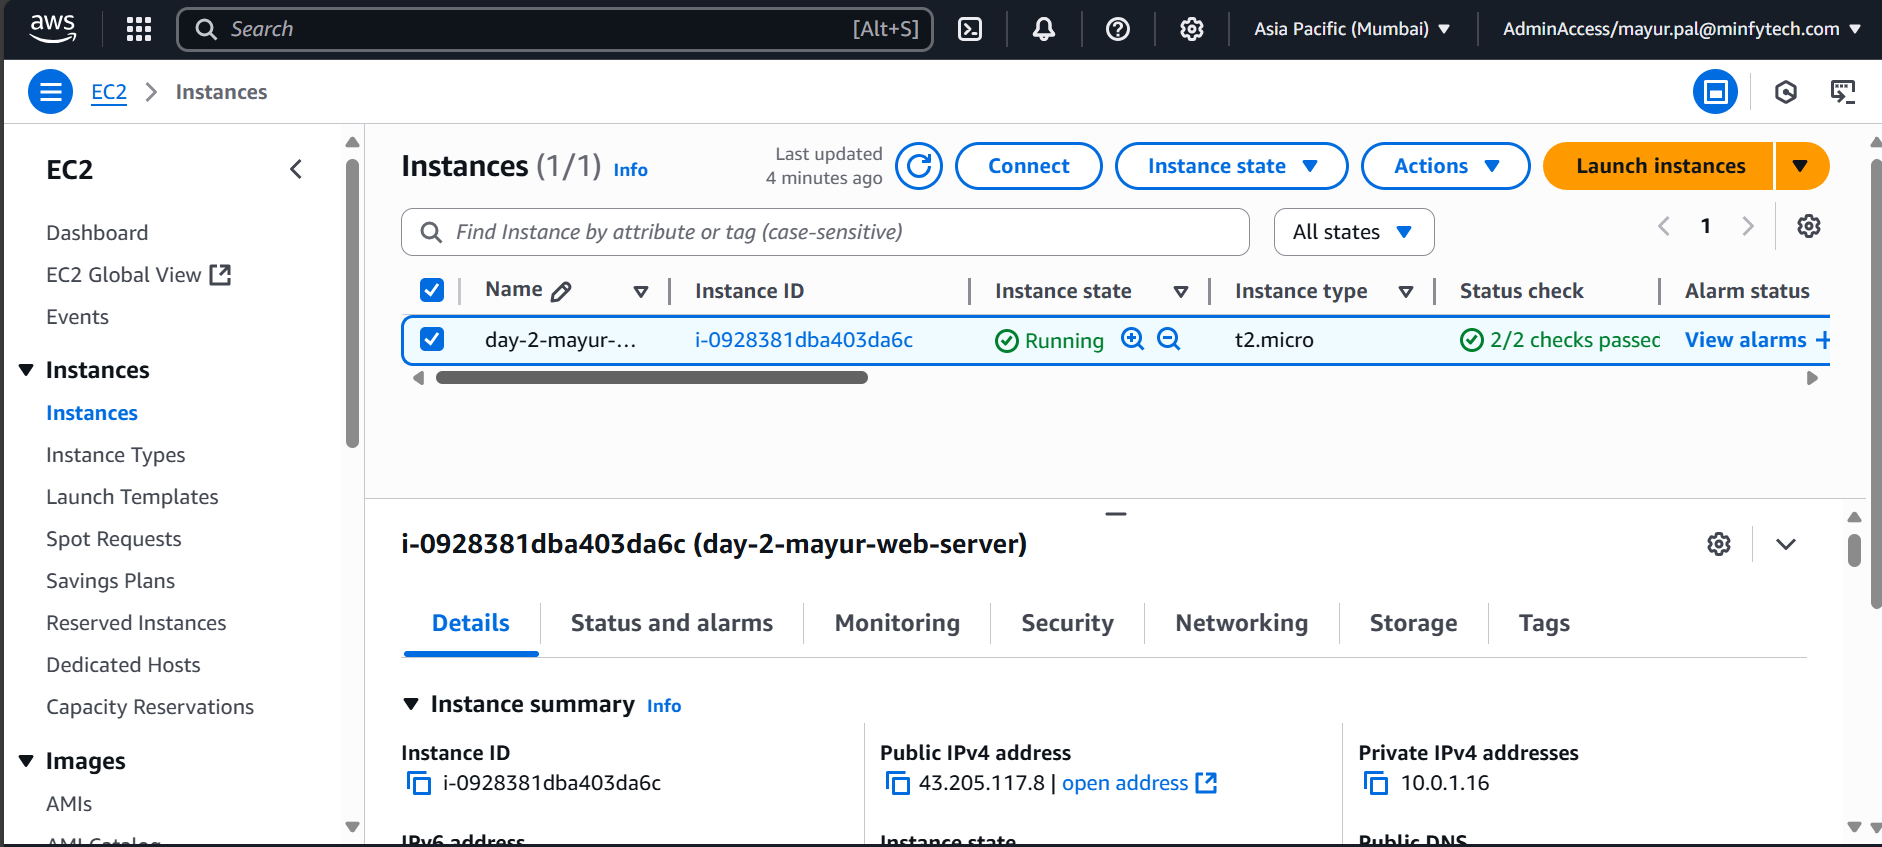 aws
Search [Alt+S]
Asia Pacific (Mumbai)
AdminAccess/mayur.pal@minfytech.com
EC2 Instances
EC2
Dashboard
EC2 Global View
Events
Instances
Instances
Instance Types
Launch Templates
Spot Requests
Savings Plans
Reserved Instances
Dedicated Hosts
Capacity Reservations
Images
AMIs
AMI Catalog
Instances (1/1) Info
Last updated
4 minutes ago
Connect
Instance state
Actions
Launch instances
Find Instance by attribute or tag (case-sensitive)
All states
1
Name Instance ID Instance state Instance type Status check Alarm status
day-2-mayur-... i-0928381dba403da6c Running t2.micro 2/2 checks passed View alarms +
i-0928381dba403da6c (day-2-mayur-web-server)
Details Status and alarms Monitoring Security Networking Storage Tags
Instance summary Info
Instance ID
i-0928381dba403da6c
Public IPv4 address
43.205.117.8 | open address
Private IPv4 addresses
10.0.1.16
IPv6 address
Instance state
Public DNS